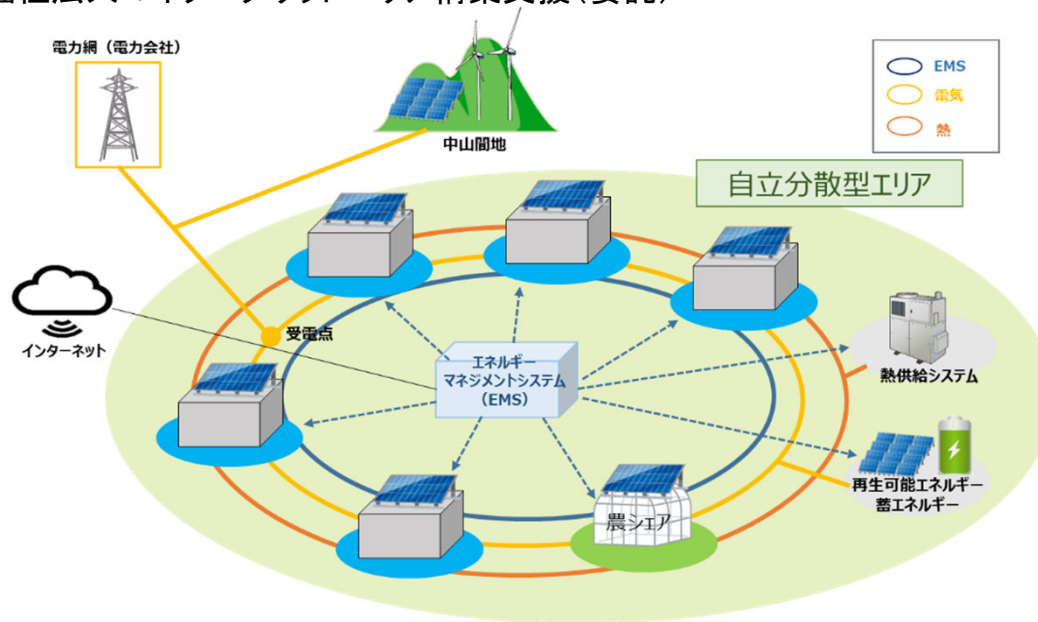 電力網（電力会社）
中山間地
EMS
電気
熱
自立分散型エリア
インターネット
受電点
エネルギー
マネジメントシステム
（EMS）
熱供給システム
再生可能エネルギー
蓄エネルギー
農シェア